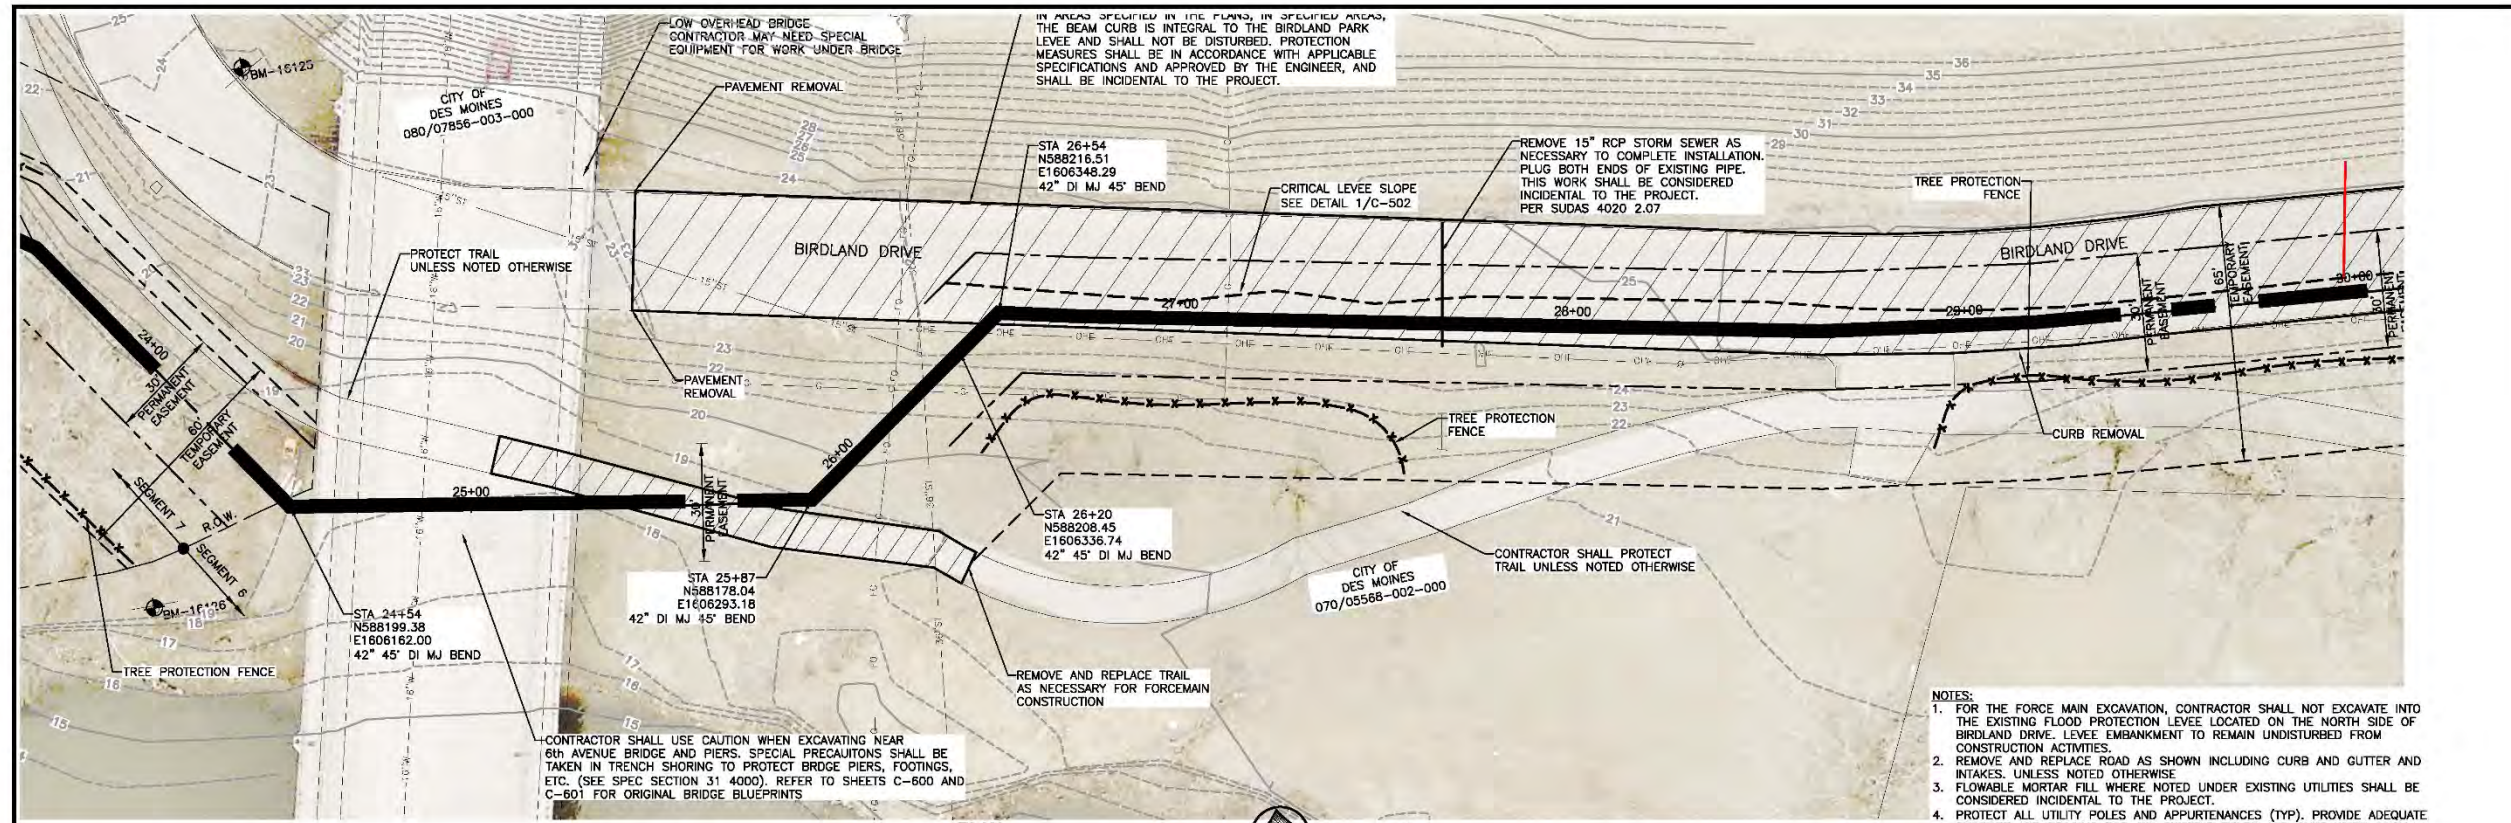 LOW OVERHEAD BRIDGE
CONTRACTOR MAY NEED SPECIAL
EQUIPMENT FOR WORK UNDER BRIDGE
IN AREAS SPECIFIED IN THE PLANS, IN SPECIFIED AREAS,
THE BEAM CURB IS INTEGRAL TO THE BIRDLAND PARK
LEVEE AND SHALL NOT BE DISTURBED. PROTECTION
MEASURES SHALL BE IN ACCORDANCE WITH APPLICABLE
SPECIFICATIONS AND APPROVED BY THE ENGINEER, AND
SHALL BE INCIDENTAL TO THE PROJECT.
BM-16125
CITY OF
DES MOINES
080/07856-003-000
PAVEMENT REMOVAL
STA 26+54
N588216.51
E1606348.29
42" DI MJ 45° BEND
CRITICAL LEVEE SLOPE
SEE DETAIL 1/C-502
REMOVE 15" RCP STORM SEWER AS
NECESSARY TO COMPLETE INSTALLATION.
PLUG BOTH ENDS OF EXISTING PIPE.
THIS WORK SHALL BE CONSIDERED
INCIDENTAL TO THE PROJECT.
PER SUDAS 4020 2.07
TREE PROTECTION
FENCE
36
35
34
33
32
31
30
29
28
27
26
25
24
BIRDLAND DRIVE
BIRDLAND DRIVE
PROTECT TRAIL
UNLESS NOTED OTHERWISE
24+00
25+00
26+00
27+00
28+00
29+00
30+00
30'
PERMANENT
EASEMENT
60'
TEMPORARY
EASEMENT
30'
PERMANENT
EASEMENT
30'
PERMANENT
EASEMENT
65'
TEMPORARY
EASEMENT
30'
PERMANENT
PAVEMENT
REMOVAL
TREE PROTECTION
FENCE
CURB REMOVAL
SEGMENT 7
SEGMENT 6
R.O.W.
BM-16126
STA 24+54
N588199.38
E1606162.00
42" 45° DI MJ BEND
STA 25+87
N588178.04
E1606293.18
42" DI MJ 45° BEND
STA 26+20
N588208.45
E1606336.74
42" 45° DI MJ BEND
CONTRACTOR SHALL PROTECT
TRAIL UNLESS NOTED OTHERWISE
CITY OF
DES MOINES
070/05568-002-000
TREE PROTECTION FENCE
REMOVE AND REPLACE TRAIL
AS NECESSARY FOR FORCEMAIN
CONSTRUCTION
CONTRACTOR SHALL USE CAUTION WHEN EXCAVATING NEAR
6th AVENUE BRIDGE AND PIERS. SPECIAL PRECAUITONS SHALL BE
TAKEN IN TRENCH SHORING TO PROTECT BRDGE PIERS, FOOTINGS,
ETC. (SEE SPEC SECTION 31 4000). REFER TO SHEETS C-600 AND
C-601 FOR ORIGINAL BRIDGE BLUEPRINTS
NOTES:
1. FOR THE FORCE MAIN EXCAVATION, CONTRACTOR SHALL NOT EXCAVATE INTO
THE EXISTING FLOOD PROTECTION LEVEE LOCATED ON THE NORTH SIDE OF
BIRDLAND DRIVE. LEVEE EMBANKMENT TO REMAIN UNDISTURBED FROM
CONSTRUCTION ACTIVITIES.
2. REMOVE AND REPLACE ROAD AS SHOWN INCLUDING CURB AND GUTTER AND
INTAKES. UNLESS NOTED OTHERWISE
3. FLOWABLE MORTAR FILL WHERE NOTED UNDER EXISTING UTILITIES SHALL BE
CONSIDERED INCIDENTAL TO THE PROJECT.
4. PROTECT ALL UTILITY POLES AND APPURTENANCES (TYP). PROVIDE ADEQUATE